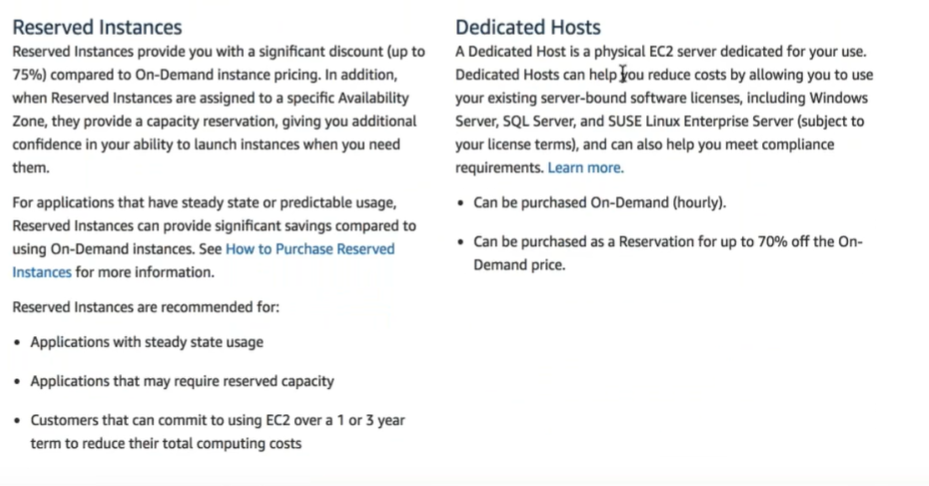 Reserved Instances
Reserved Instances provide you with a significant discount (up to
75%) compared to On-Demand instance pricing. In addition,
when Reserved Instances are assigned to a specific Availability
Zone, they provide a capacity reservation, giving you additional
confidence in your ability to launch instances when you need
them.
For applications that have steady state or predictable usage,
Reserved Instances can provide significant savings compared to
using On-Demand instances. See How to Purchase Reserved
Instances for more information.
Reserved Instances are recommended for:
• Applications with steady state usage
• Applications that may require reserved capacity
• Customers that can commit to using EC2 over a 1 or 3 year
term to reduce their total computing costs
Dedicated Hosts
A Dedicated Host is a physical EC2 server dedicated for your use.
Dedicated Hosts can help you reduce costs by allowing you to use
your existing server-bound software licenses, including Windows
Server, SQL Server, and SUSE Linux Enterprise Server (subject to
your license terms), and can also help you meet compliance
requirements. Learn more.
• Can be purchased On-Demand (hourly).
• Can be purchased as a Reservation for up to 70% off the On-
Demand price.